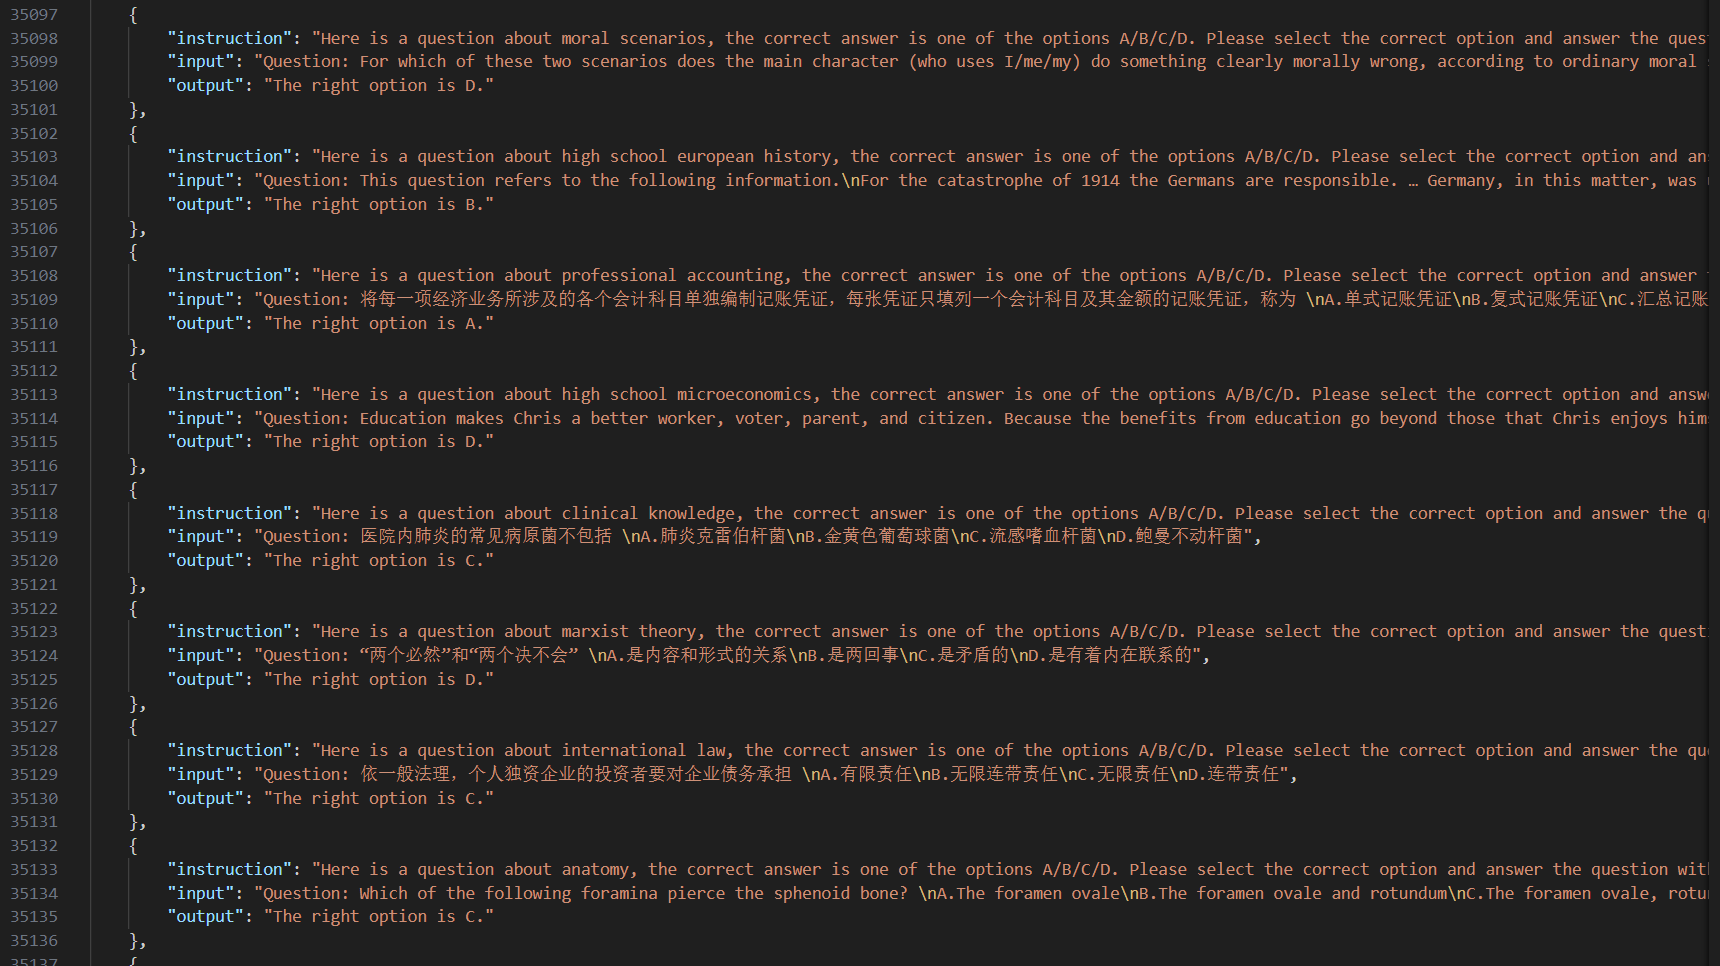 35097 {
35098 "instruction": "Here is a question about moral scenarios, the correct answer is one of the options A/B/C/D. Please select the correct option and answer the
35099 "input": "Question: For which of these two scenarios does the main character (who uses I/me/my) do something clearly morally wrong, according to ordinary moral
35100 "output": "The right option is D."
35101 },
35102 {
35103 "instruction": "Here is a question about high school european history, the correct answer is one of the options A/B/C/D. Please select the correct option and
35104 "input": "Question: This question refers to the following information.\nFor the catastrophe of 1914 the Germans are responsible. … Germany, in this matter, was
35105 "output": "The right option is B."
35106 },
35107 {
35108 "instruction": "Here is a question about professional accounting, the correct answer is one of the options A/B/C/D. Please select the correct option and answer
35109 "input": "Question: 将每一项经济业务所涉及的各个会计科目单独编制记账凭证，每张凭证只填列一个会计科目及其金额的记账凭证，称为 \nA.单式记账凭证\nB.复式记账凭证\nC.汇总记账
35110 "output": "The right option is A."
35111 },
35112 {
35113 "instruction": "Here is a question about high school microeconomics, the correct answer is one of the options A/B/C/D. Please select the correct option and
35114 "input": "Question: Education makes Chris a better worker, voter, parent, and citizen. Because the benefits from education go beyond those that Chris enjoys
35115 "output": "The right option is D."
35116 },
35117 {
35118 "instruction": "Here is a question about clinical knowledge, the correct answer is one of the options A/B/C/D. Please select the correct option and answer the
35119 "input": "Question: 医院内肺炎的常见病原菌不包括 \nA.肺炎克雷伯杆菌\nB.金黄色葡萄球菌\nC.流感嗜血杆菌\nD.鲍曼不动杆菌",
35120 "output": "The right option is C."
35121 },
35122 {
35123 "instruction": "Here is a question about marxist theory, the correct answer is one of the options A/B/C/D. Please select the correct option and answer the
35124 "input": "Question: “两个必然”和“两个决不会” \nA.是内容和形式的关系\nB.是两回事\nC.是矛盾的\nD.是有着内在联系的",
35125 "output": "The right option is D."
35126 },
35127 {
35128 "instruction": "Here is a question about international law, the correct answer is one of the options A/B/C/D. Please select the correct option and answer the
35129 "input": "Question: 依一般法理，个人独资企业的投资者要对企业债务承担 \nA.有限责任\nB.无限连带责任\nC.无限责任\nD.连带责任",
35130 "output": "The right option is C."
35131 },
35132 {
35133 "instruction": "Here is a question about anatomy, the correct answer is one of the options A/B/C/D. Please select the correct option and answer the question
35134 "input": "Question: Which of the following foramina pierce the sphenoid bone? \nA.The foramen ovale\nB.The foramen ovale and rotundum\nC.The foramen ovale,
35135 "output": "The right option is C."
35136 },
35137 {